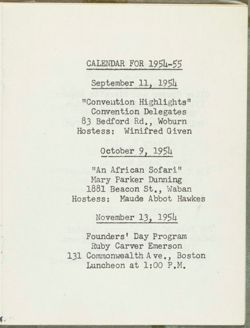 CALENDAR FOR 1954-55
September 11, 1954
"Convention Highlights"
Convention Delegates
83 Bedford Rd., Woburn
Hostess: Winifred Given
October 9, 1954
"An African Sofari"
Mary Parker Dunning
1881 Beacon St., Waban
Hostess: Maude Abbot Hawkes
November 13, 1954
Founders' Day Program
Ruby Carver Emerson
131 Commonwealth Ave., Boston
Luncheon at 1:00 P.M.